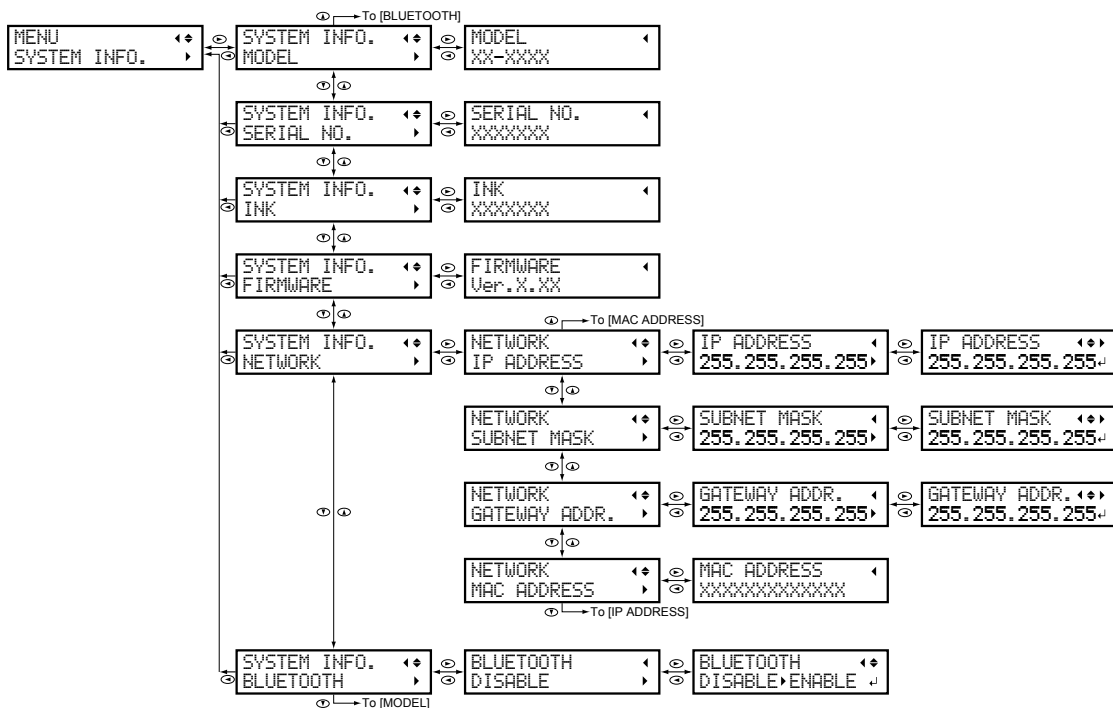 To [BLUETOOTH]
MENU
SYSTEM INFO.
SYSTEM INFO.
MODEL
MODEL
XX-XXXX
SYSTEM INFO.
SERIAL NO.
SERIAL NO.
XXXXXXX
SYSTEM INFO.
INK
INK
XXXXXXX
SYSTEM INFO.
FIRMWARE
FIRMWARE
Ver.X.XX
To [MAC ADDRESS]
SYSTEM INFO.
NETWORK
NETWORK
IP ADDRESS
IP ADDRESS
255.255.255.255
IP ADDRESS
255.255.255.255
NETWORK
SUBNET MASK
SUBNET MASK
255.255.255.255
SUBNET MASK
255.255.255.255
NETWORK
GATEWAY ADDR.
GATEWAY ADDR.
255.255.255.255
GATEWAY ADDR.
255.255.255.255
NETWORK
MAC ADDRESS
MAC ADDRESS
XXXXXXXXXXXXX
To [IP ADDRESS]
SYSTEM INFO.
BLUETOOTH
BLUETOOTH
DISABLE
BLUETOOTH
DISABLE▸ENABLE ↵
To [MODEL]